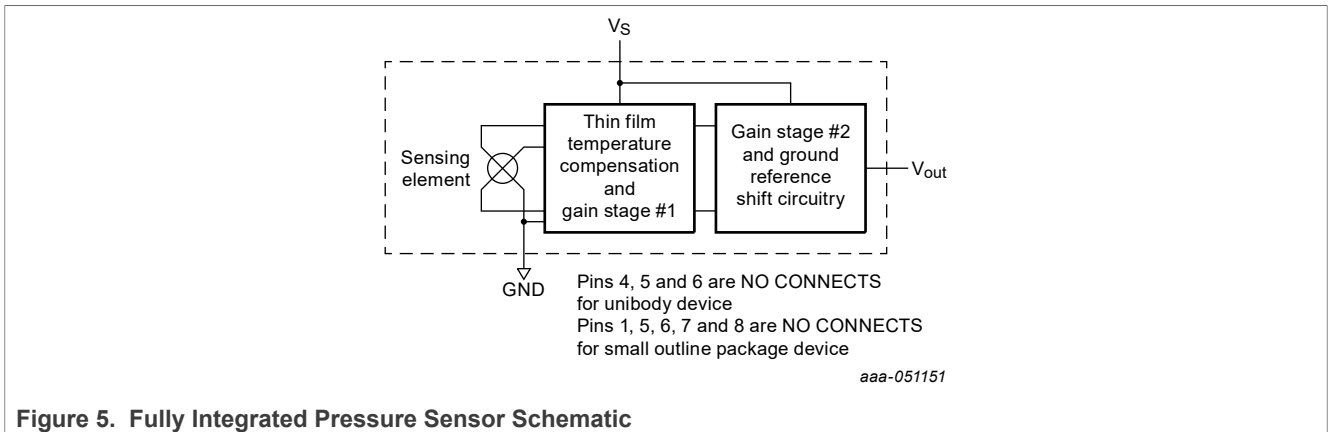 VS
Sensing
element
Thin film
temperature
compensation
and
gain stage #1
Gain stage #2
and ground
reference
shift circuitry
Vout
GND
Pins 4, 5 and 6 are NO CONNECTS
for unibody device
Pins 1, 5, 6, 7 and 8 are NO CONNECTS
for small outline package device
aaa-051151
Figure 5. Fully Integrated Pressure Sensor Schematic